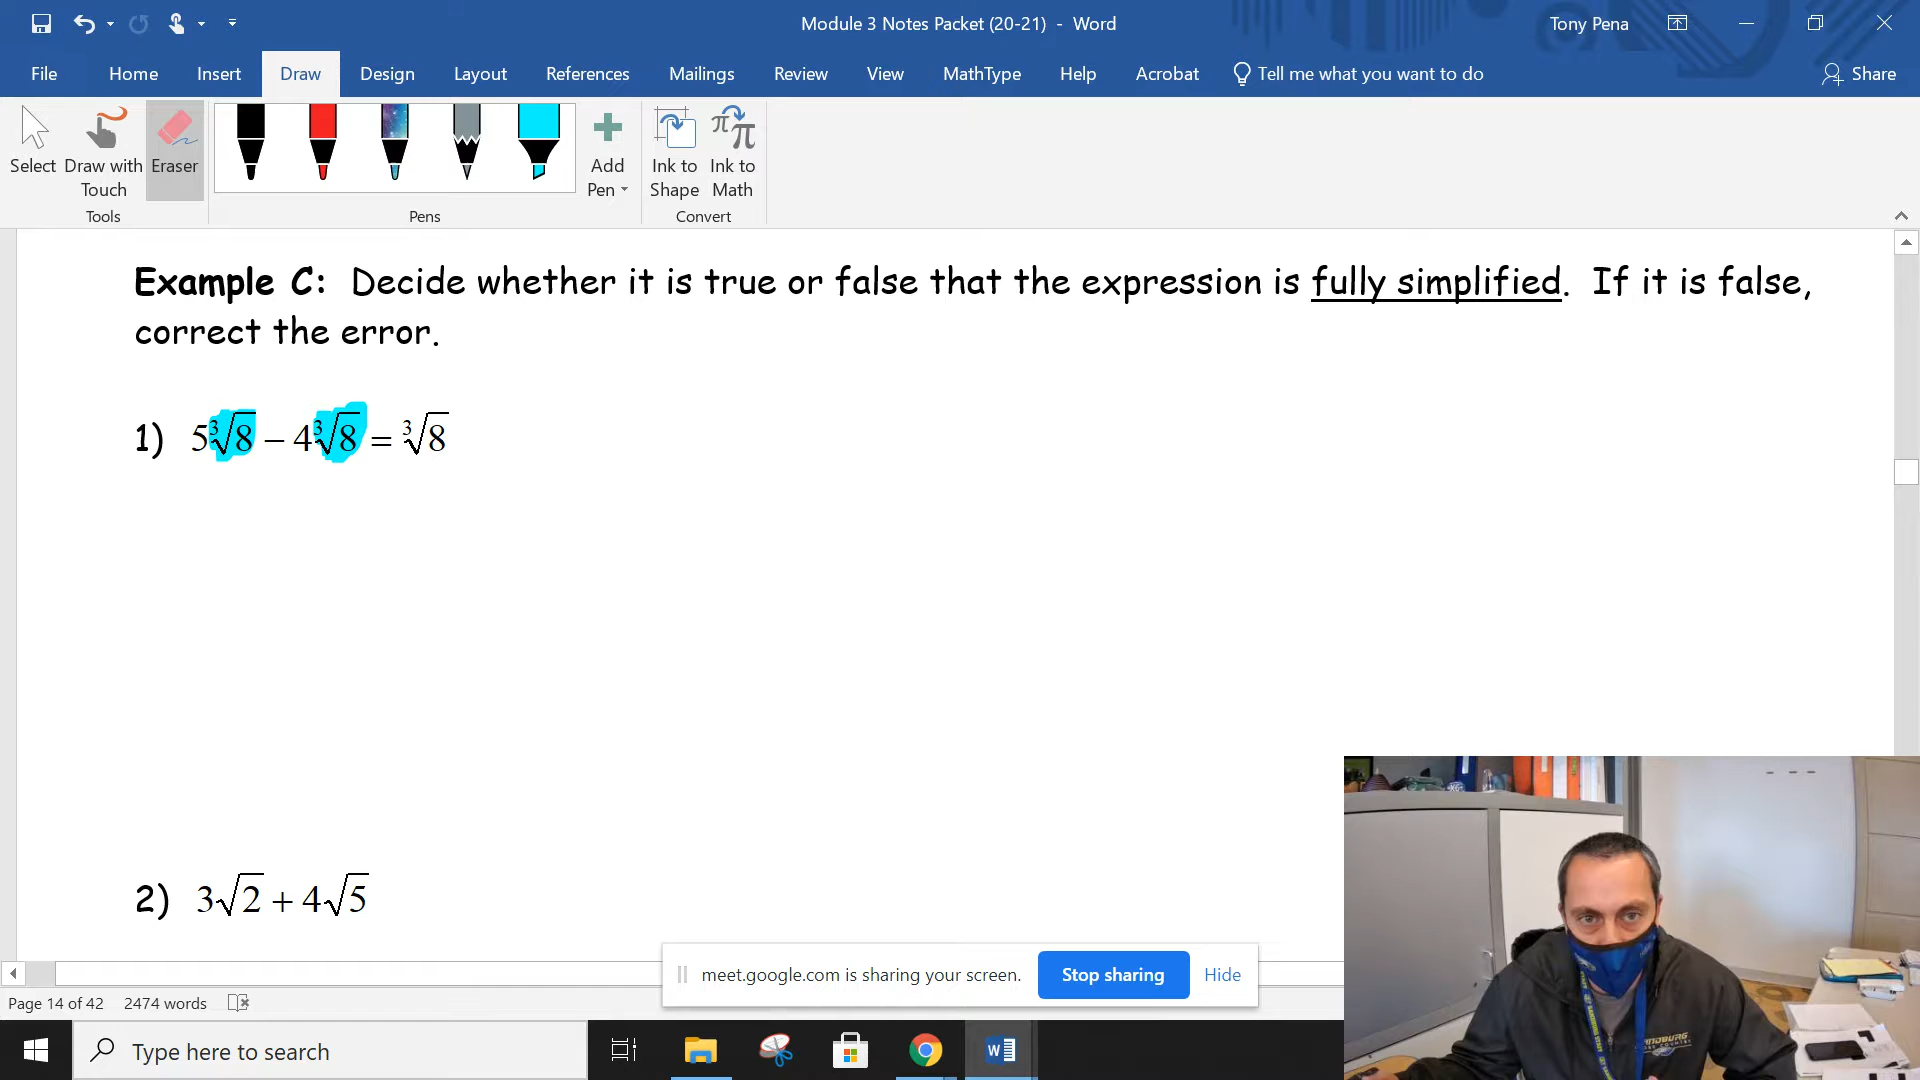 Module 3 Notes Packet (20-21) - Word
Tony Pena
File Home Insert Draw Design Layout References Mailings Review View MathType Help Acrobat Tell me what you want to do Share
Select Draw with Touch Eraser Add Pen Ink to Shape Ink to Math
Tools Pens Convert
Example C: Decide whether it is true or false that the expression is fully simplified. If it is false,
correct the error.
1) 5∛8 − 4∛8 = ∛8
2) 3√2 + 4√5
meet.google.com is sharing your screen. Stop sharing Hide
Page 14 of 42 2474 words
Type here to search